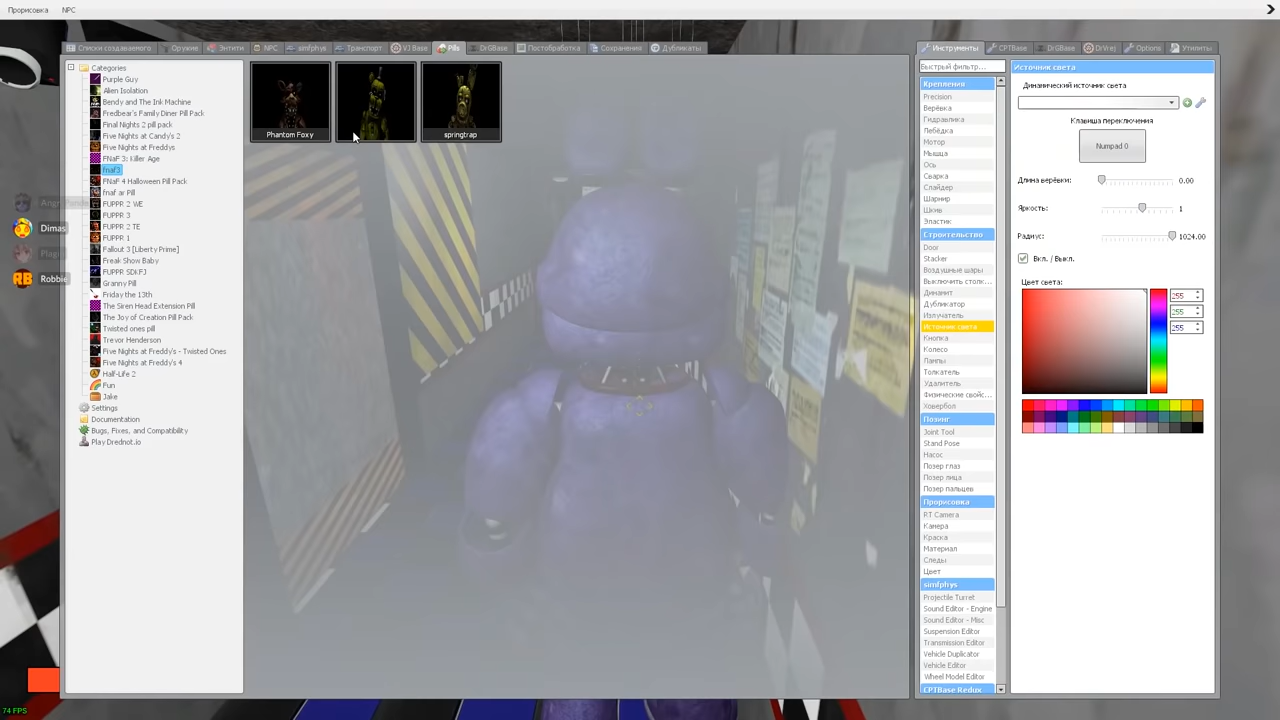 Прорисовка NPC
Списки создаваемого Оружие Энтити NPC simfphys Транспорт VJ Base Pills DrGBase Постобработка Сохранения Дубликаты
Инструменты CPTBase DrGBase DrVrej Options Утилиты
Categories
Purple Guy
Alien Isolation
Bendy and The Ink Machine
Fredbear's Family Diner Pill Pack
Final Nights 2 pill pack
Five Nights at Candy's 2
Five Nights at Freddys
FNaF 3: Killer Age
fnaf3
FNAF 4 Halloween Pill Pack
fnaf ar Pill
FUPPR 2 WE
FUPPR 3
FUPPR 2 TE
FUPPR 1
Fallout 3 [Liberty Prime]
Freak Show Baby
FUPPR SDLFJ
Granny Pill
Friday the 13th
The Siren Head Extension Pill
The Joy of Creation Pill Pack
Twisted ones pill
Trevor Henderson
Five Nights at Freddy's - Twisted Ones
Five Nights at Freddy's 4
Half-Life 2
Fun
Jake
Settings
Documentation
Bugs, Fixes, and Compatibility
Play Drednot.io
Dimas
Robbie
Phantom Foxy
springtrap
Быстрый фильтр...
Крепления
Precision
Верёвка
Гидравлика
Лебёдка
Мотор
Мышца
Ось
Сварка
Слайдер
Шарнир
Шкив
Эластик
Строительство
Door
Stacker
Воздушные шары
Выключить столк...
Динамит
Дубликатор
Излучатель
Источник света
Кнопка
Колесо
Лампы
Толкатель
Удалитель
Физические свойс...
Ховербол
Позинг
Joint Tool
Stand Pose
Насос
Позер глаз
Позер лица
Позер пальцев
Прорисовка
RT Camera
Камера
Краска
Материал
Следы
Цвет
simfphys
Projectile Turret
Sound Editor - Engine
Sound Editor - Misc
Suspension Editor
Transmission Editor
Vehicle Duplicator
Vehicle Editor
Wheel Model Editor
CPTBase Redux
Источник света
Динамический источник света
Клавиша переключения
Numpad 0
Длина верёвки: 0.00
Яркость: 1
Радиус: 1024.00
Вкл. / Выкл.
Цвет света:
255
255
255
74 FPS